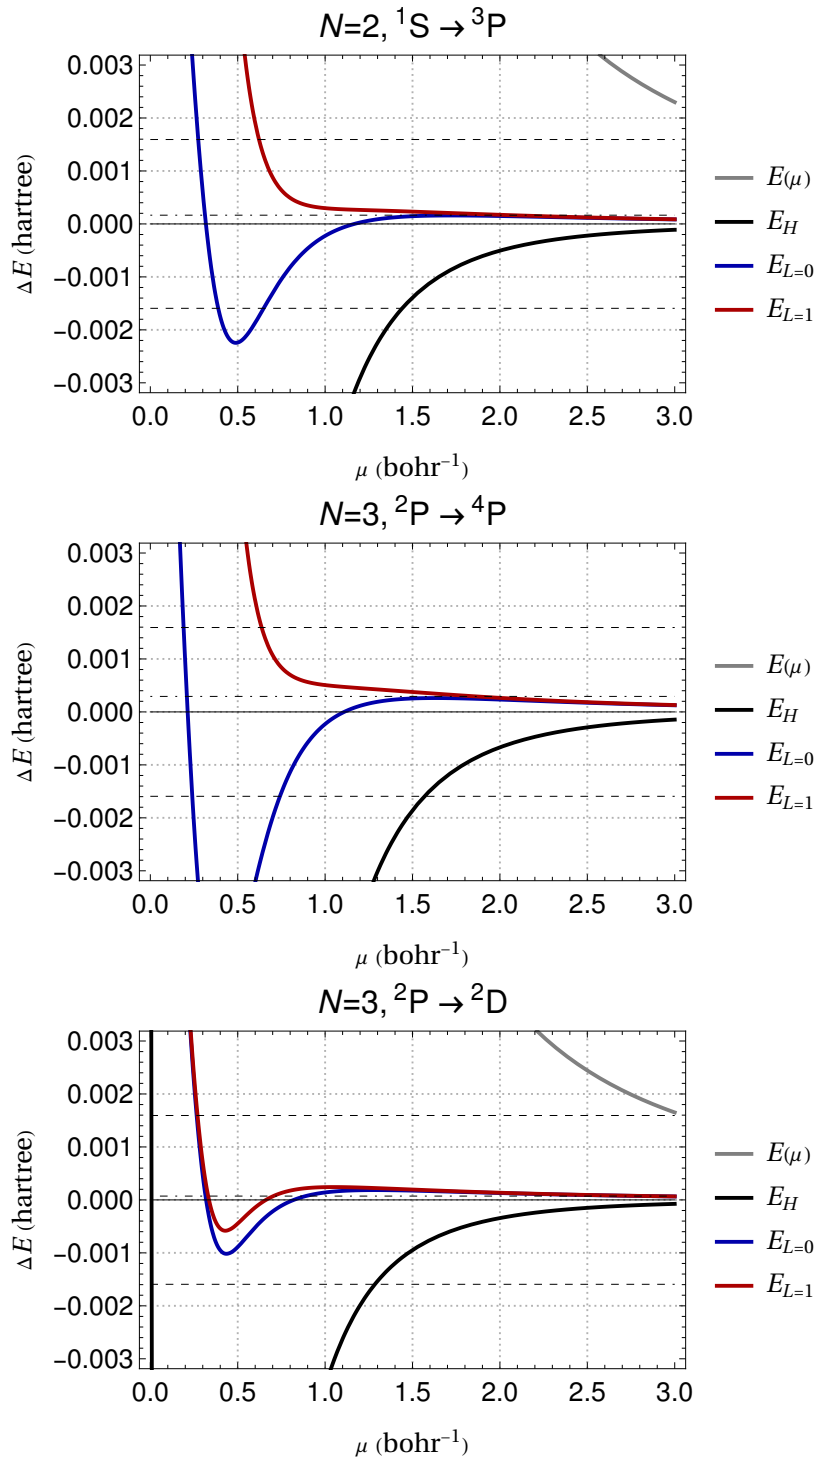 N=2, ¹S → ³P
0.003
0.002
0.001
0.000
−0.001
−0.002
−0.003
ΔE (hartree)
0.0 0.5 1.0 1.5 2.0 2.5 3.0
μ (bohr⁻¹)
E(μ)
E_H
E_{L=0}
E_{L=1}
N=3, ²P → ⁴P
0.003
0.002
0.001
0.000
−0.001
−0.002
−0.003
ΔE (hartree)
0.0 0.5 1.0 1.5 2.0 2.5 3.0
μ (bohr⁻¹)
E(μ)
E_H
E_{L=0}
E_{L=1}
N=3, ²P → ²D
0.003
0.002
0.001
0.000
−0.001
−0.002
−0.003
ΔE (hartree)
0.0 0.5 1.0 1.5 2.0 2.5 3.0
μ (bohr⁻¹)
E(μ)
E_H
E_{L=0}
E_{L=1}